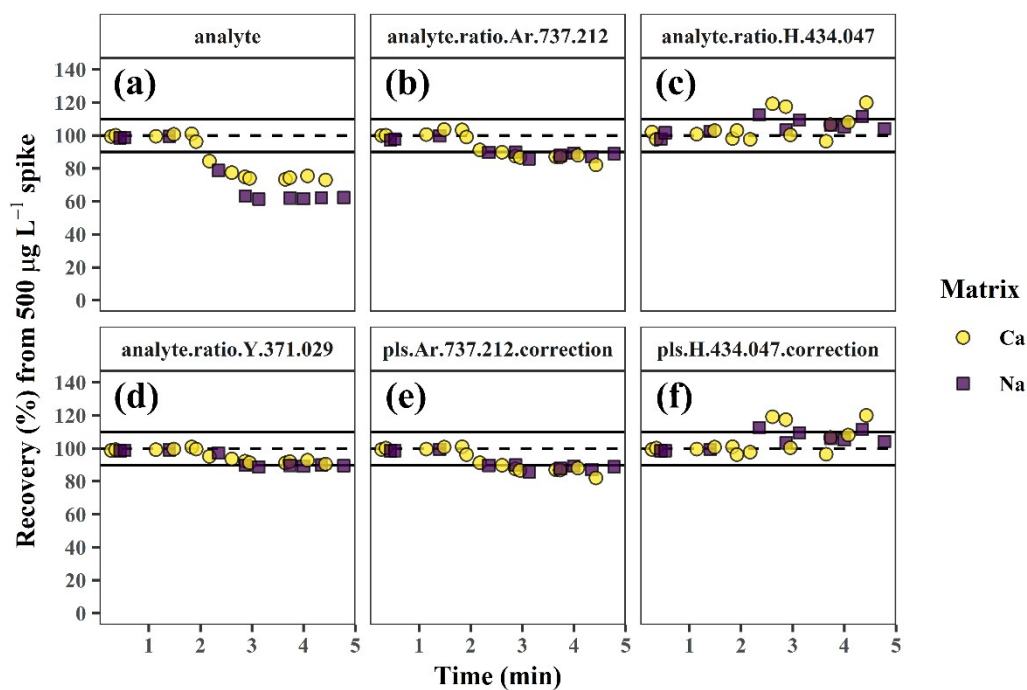 analyte
analyte.ratio.Ar.737.212
analyte.ratio.H.434.047
(a)
(b)
(c)
140
120
100
80
60
40
20
0
analyte.ratio.Y.371.029
pls.Ar.737.212.correction
pls.H.434.047.correction
(d)
(e)
(f)
140
120
100
80
60
40
20
0
1 2 3 4 5
1 2 3 4 5
1 2 3 4 5
Time (min)
Recovery (%) from 500 µg L⁻¹ spike
Matrix
Ca
Na